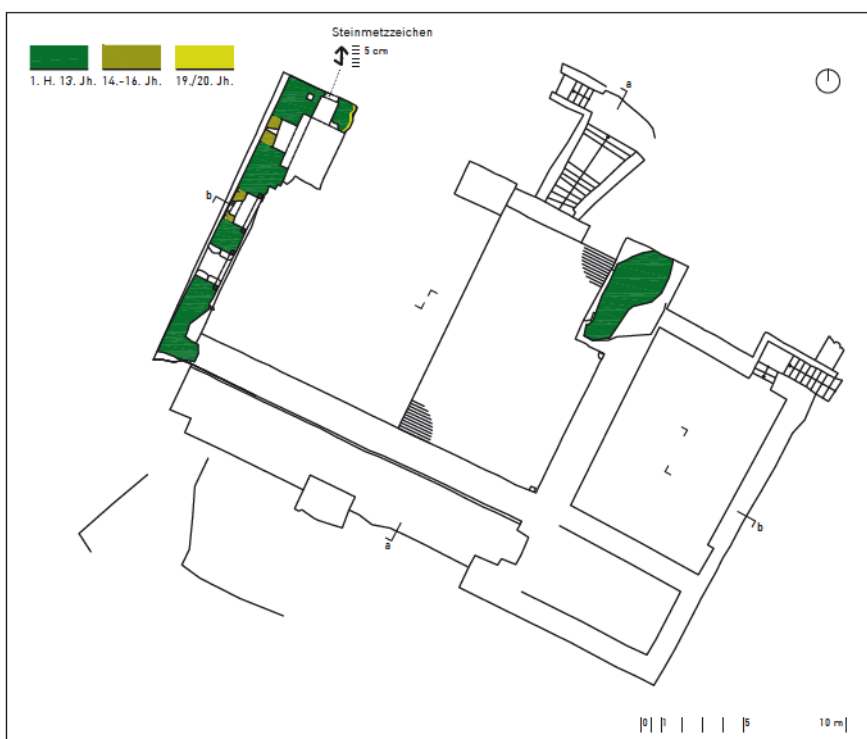 Steinmetzzeichen
5 cm
1. H. 13. Jh. 14.-16. Jh. 19./20. Jh.
a
b
a
b
0 1 5 10 m